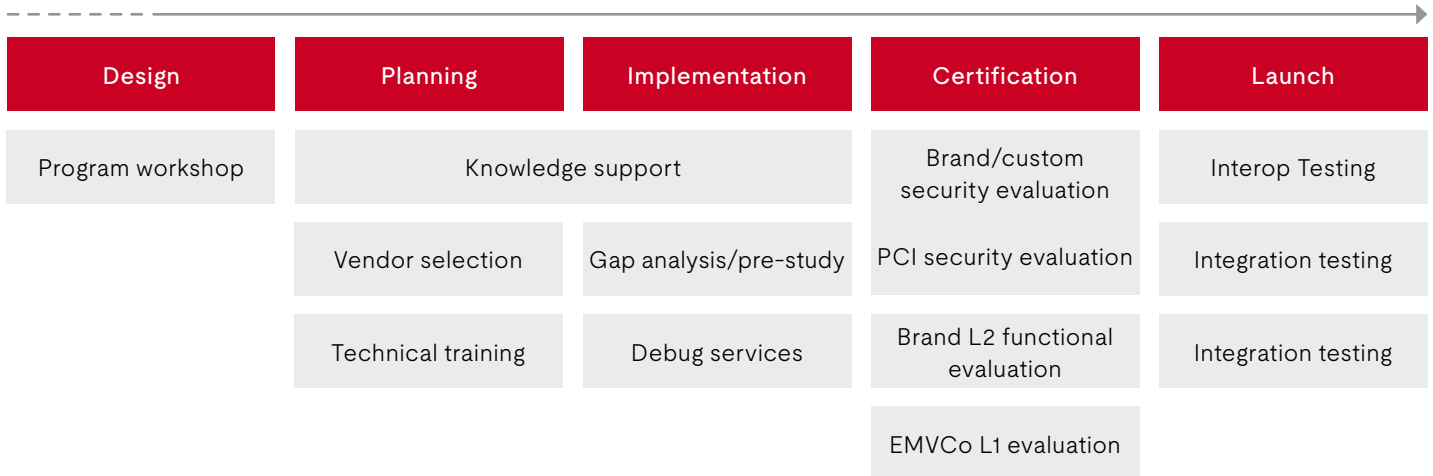 Design
Planning
Implementation
Certification
Launch
Program workshop
Knowledge support
Brand/custom
security evaluation
Interop Testing
Vendor selection
Gap analysis/pre-study
PCI security evaluation
Integration testing
Technical training
Debug services
Brand L2 functional
evaluation
Integration testing
EMVCo L1 evaluation